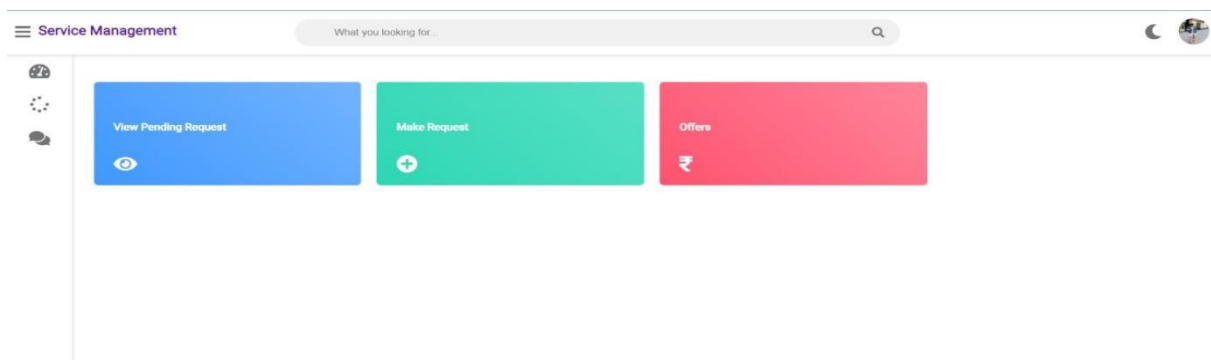 Service Management
What you looking for...
View Pending Request
Make Request
Offers
₹